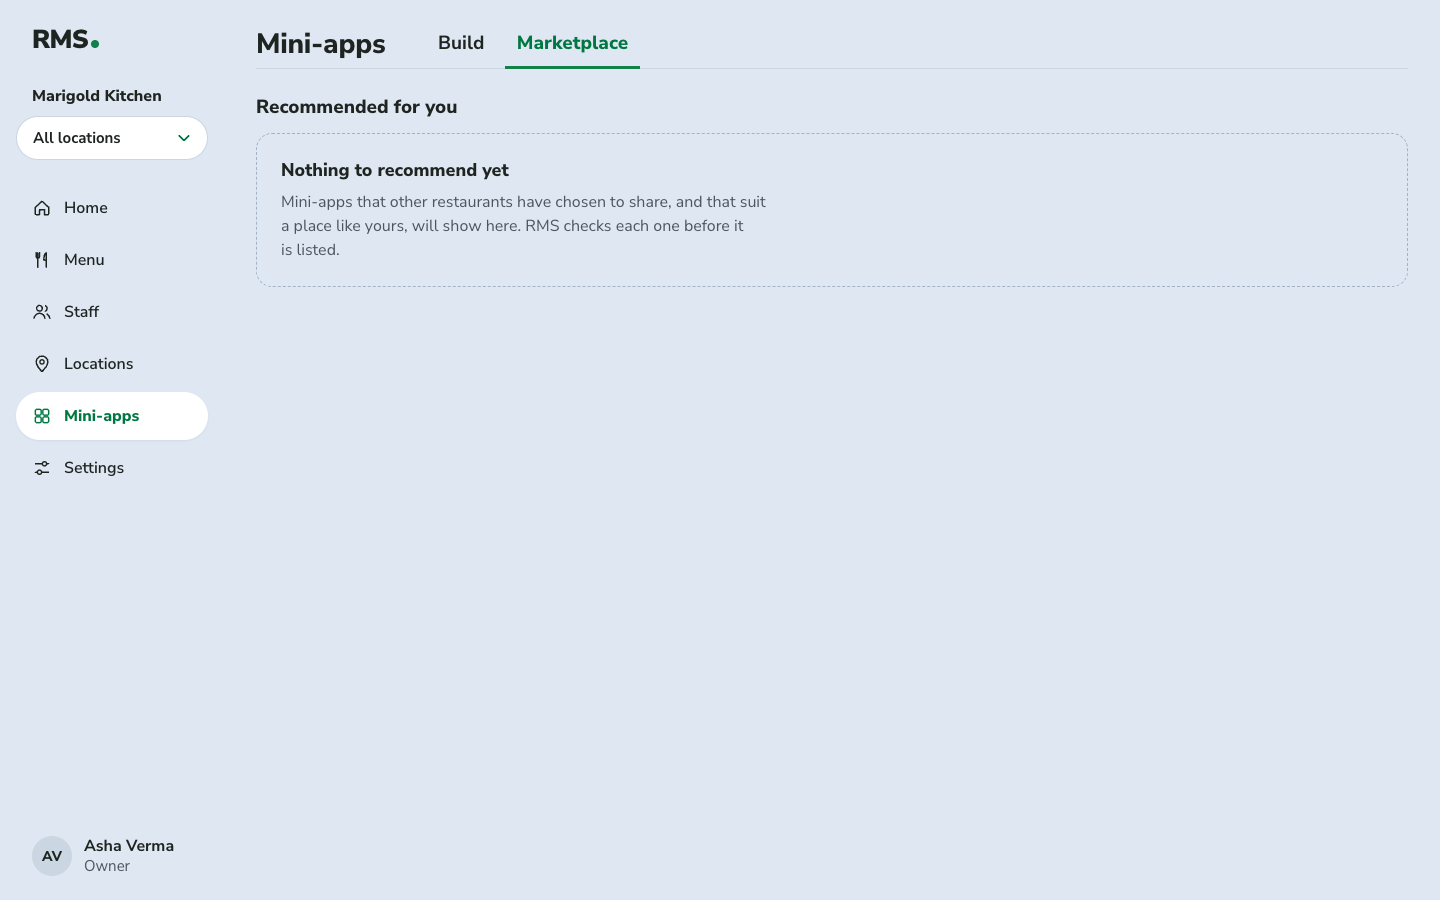 RMS.
Marigold Kitchen
All locations
Home
Menu
Staff
Locations
Mini-apps
Settings
AV
Asha Verma
Owner
Mini-apps
Build
Marketplace
Recommended for you
Nothing to recommend yet
Mini-apps that other restaurants have chosen to share, and that suit
a place like yours, will show here. RMS checks each one before it
is listed.